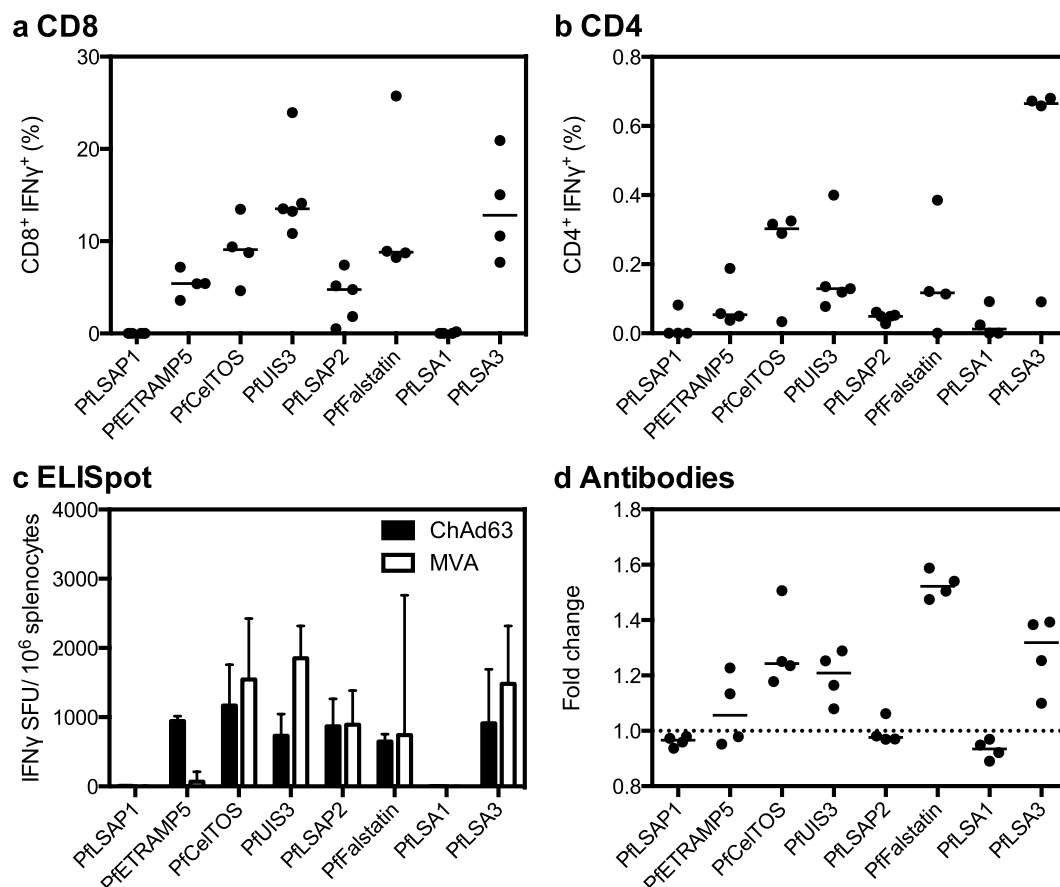 a CD8
30
20
10
0
CD8+ IFNγ+ (%)
PfLSAP1
PfETRAMP5
PfCelTOS
PfUIS3
PfLSAP2
PfFalstatin
PfLSA1
PfLSA3
b CD4
0.8
0.6
0.4
0.2
0.0
CD4+ IFNγ+ (%)
PfLSAP1
PfETRAMP5
PfCelTOS
PfUIS3
PfLSAP2
PfFalstatin
PfLSA1
PfLSA3
c ELISpot
4000
3000
2000
1000
0
IFNγ SFU/ 10⁶ splenocytes
ChAd63
MVA
PfLSAP1
PfETRAMP5
PfCelTOS
PfUIS3
PfLSAP2
PfFalstatin
PfLSA1
PfLSA3
d Antibodies
1.8
1.6
1.4
1.2
1.0
0.8
Fold change
PfLSAP1
PfETRAMP5
PfCelTOS
PfUIS3
PfLSAP2
PfFalstatin
PfLSA1
PfLSA3